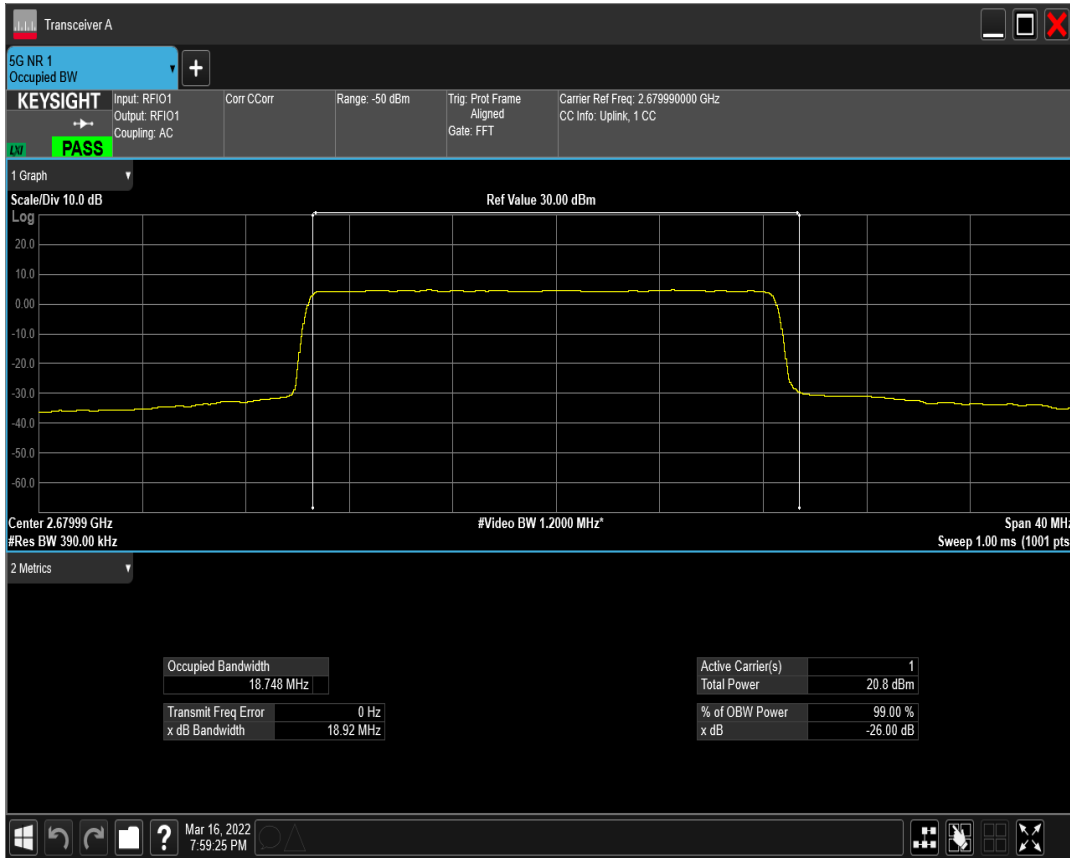 Transceiver A
5G NR 1
Occupied BW
KEYSIGHT
LXI
PASS
Input: RFIO1
Output: RFIO1
Coupling: AC
Corr CCorr
Range: -50 dBm
Trig: Prot Frame
Aligned
Gate: FFT
Carrier Ref Freq: 2.679990000 GHz
CC Info: Uplink, 1 CC
1 Graph
Scale/Div 10.0 dB
Ref Value 30.00 dBm
Log
20.0
10.0
0.00
-10.0
-20.0
-30.0
-40.0
-50.0
-60.0
Center 2.67999 GHz
#Video BW 1.2000 MHz*
Span 40 MHz
#Res BW 390.00 kHz
Sweep 1.00 ms (1001 pts
2 Metrics
Occupied Bandwidth
18.748 MHz
Transmit Freq Error 0 Hz
x dB Bandwidth 18.92 MHz
Active Carrier(s) 1
Total Power 20.8 dBm
% of OBW Power 99.00 %
x dB -26.00 dB
?
Mar 16, 2022
7:59:25 PM